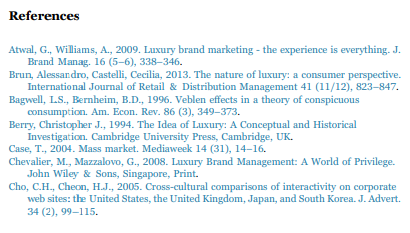 References
Atwal, G., Williams, A., 2009. Luxury brand marketing - the experience is everything. J.
Brand Manag. 16 (5–6), 338–346.
Brun, Alessandro, Castelli, Cecilia, 2013. The nature of luxury: a consumer perspective.
International Journal of Retail & Distribution Management 41 (11/12), 823–847.
Bagwell, L.S., Bernheim, B.D., 1996. Veblen effects in a theory of conspicuous
consumption. Am. Econ. Rev. 86 (3), 349–373.
Berry, Christopher J., 1994. The Idea of Luxury: A Conceptual and Historical
Investigation. Cambridge University Press, Cambridge, UK.
Case, T., 2004. Mass market. Mediaweek 14 (31), 14–16.
Chevalier, M., Mazzalovo, G., 2008. Luxury Brand Management: A World of Privilege.
John Wiley & Sons, Singapore, Print.
Cho, C.H., Cheon, H.J., 2005. Cross-cultural comparisons of interactivity on corporate
web sites: the United States, the United Kingdom, Japan, and South Korea. J. Advert.
34 (2), 99–115.